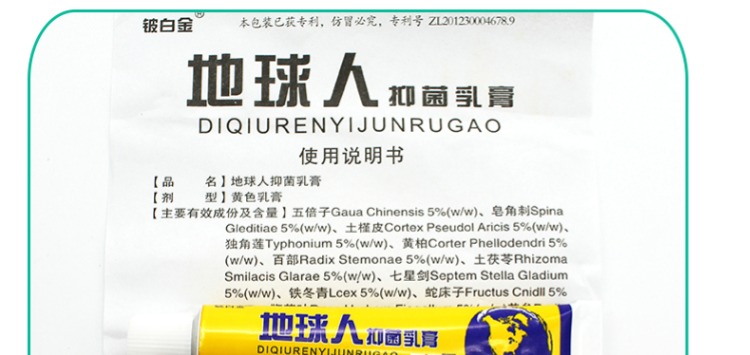 铍白金®
本包装已获专利，仿冒必究，专利号 ZL201230004678.9
地球人抑菌乳膏
DIQIURENYIJUNRUGAO
使用说明书
【品　　名】地球人抑菌乳膏
【剂　　型】黄色乳膏
【主要有效成份及含量】五倍子Gaua Chinensis 5%(w/w)、皂角刺Spina
Gleditiae 5%(w/w)、土槿皮Cortex Pseudol Aricis 5%(w/w)、
独角莲Typhonium 5%(w/w)、黄柏Corter Phellodendri 5%
(w/w)、百部Radix Stemonae 5%(w/w)、土茯苓Rhizoma
Smilacis Glarae 5%(w/w)、七星剑Septem Stella Gladium
5%(w/w)、铁冬青Lcex 5%(w/w)、蛇床子Fructus Cnidll 5%
地球人抑菌乳膏
DIQIURENYIJUNRUGAO